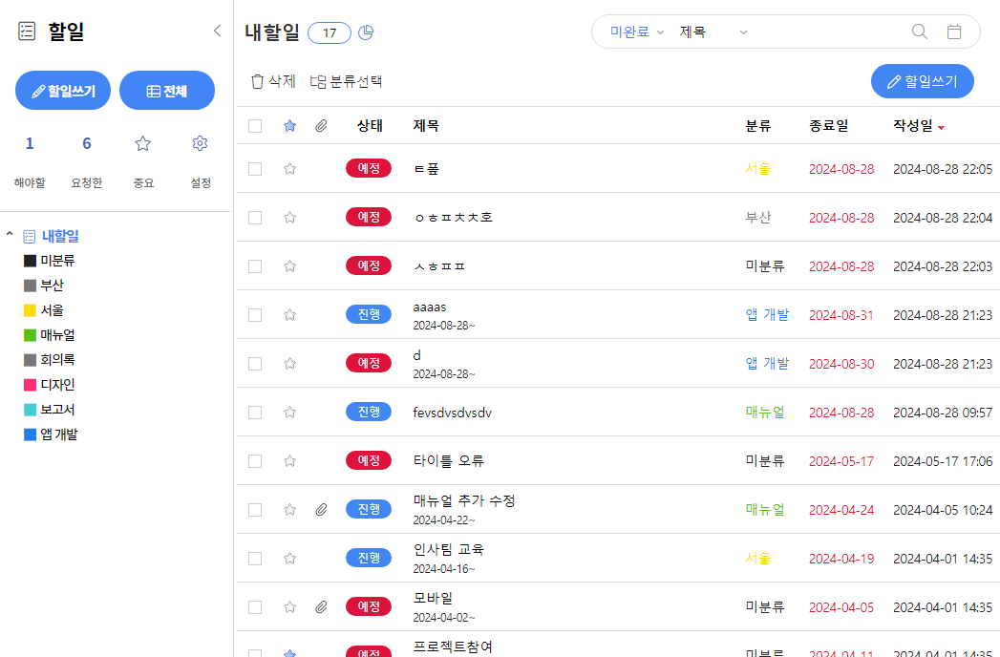 할일
할일쓰기 전체
1 6
해야할 요청한 중요 설정
내할일
미분류
부산
서울
매뉴얼
회의록
디자인
보고서
앱 개발
내할일 17 미완료 제목
삭제 분류선택 할일쓰기
상태 제목 분류 종료일 작성일
예정 ㅌ풒 서울 2024-08-28 2024-08-28 22:05
예정 ㅇㅎㅍㅊㅊ호 부산 2024-08-28 2024-08-28 22:04
예정 ㅅㅎㅍㅍ 미분류 2024-08-28 2024-08-28 22:03
진행 aaaas 앱 개발 2024-08-31 2024-08-28 21:23
2024-08-28~
예정 d 앱 개발 2024-08-30 2024-08-28 21:23
2024-08-28~
진행 fevsdvsdvsdv 매뉴얼 2024-08-28 2024-08-28 09:57
예정 타이틀 오류 미분류 2024-05-17 2024-05-17 17:06
진행 매뉴얼 추가 수정 매뉴얼 2024-04-24 2024-04-05 10:24
2024-04-22~
진행 인사팀 교육 서울 2024-04-19 2024-04-01 14:35
2024-04-16~
예정 모바일 미분류 2024-04-05 2024-04-01 14:35
2024-04-02~
예정 프로젝트참여 미분류 2024-04-11 2024-04-01 14:35